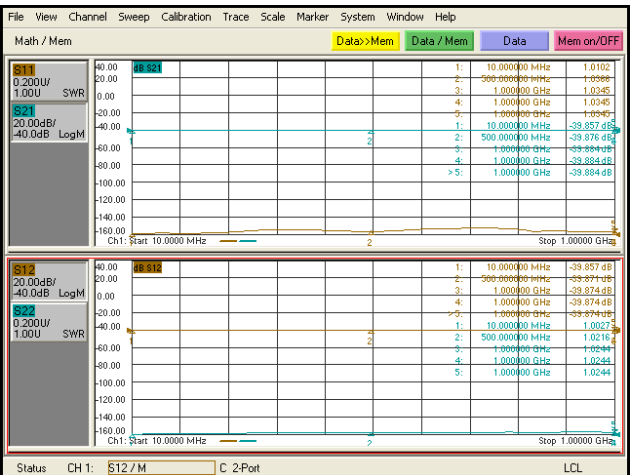 File View Channel Sweep Calibration Trace Scale Marker System Window Help
Math / Mem Data>>Mem Data / Mem Data Mem on/OFF
S11
0.200U/
1.00U SWR
S21
20.00dB/
-40.0dB LogM
40.00 dB S21
20.00
0.00
-20.00
-40.00
-60.00
-80.00
-100.00
-120.00
-140.00
-160.00
1: 10.000000 MHz 1.0102
2: 500.000000 MHz 1.0366
3: 1.000000 GHz 1.0345
4: 1.000000 GHz 1.0345
5: 1.000000 GHz 1.0345
1: 10.000000 MHz -39.857 dB
2: 500.000000 MHz -39.876 dB
3: 1.000000 GHz -39.884 dB
4: 1.000000 GHz -39.884 dB
>5: 1.000000 GHz -39.884 dB
1
2
Ch1: Start 10.0000 MHz 2 Stop 1.00000 GHz
S12
20.00dB/
-40.0dB LogM
S22
0.200U/
1.00U SWR
40.00 dB S12
20.00
0.00
-20.00
-40.00
-60.00
-80.00
-100.00
-120.00
-140.00
-160.00
1: 10.000000 MHz -39.857 dB
2: 500.000000 MHz -39.871 dB
3: 1.000000 GHz -39.874 dB
4: 1.000000 GHz -39.874 dB
>5: 1.000000 GHz -39.874 dB
1: 10.000000 MHz 1.0027
2: 500.000000 MHz 1.0216
3: 1.000000 GHz 1.0244
4: 1.000000 GHz 1.0244
5: 1.000000 GHz 1.0244
1
2
Ch1: Start 10.0000 MHz 2 Stop 1.00000 GHz
Status CH 1: S12 / M C 2-Port LCL